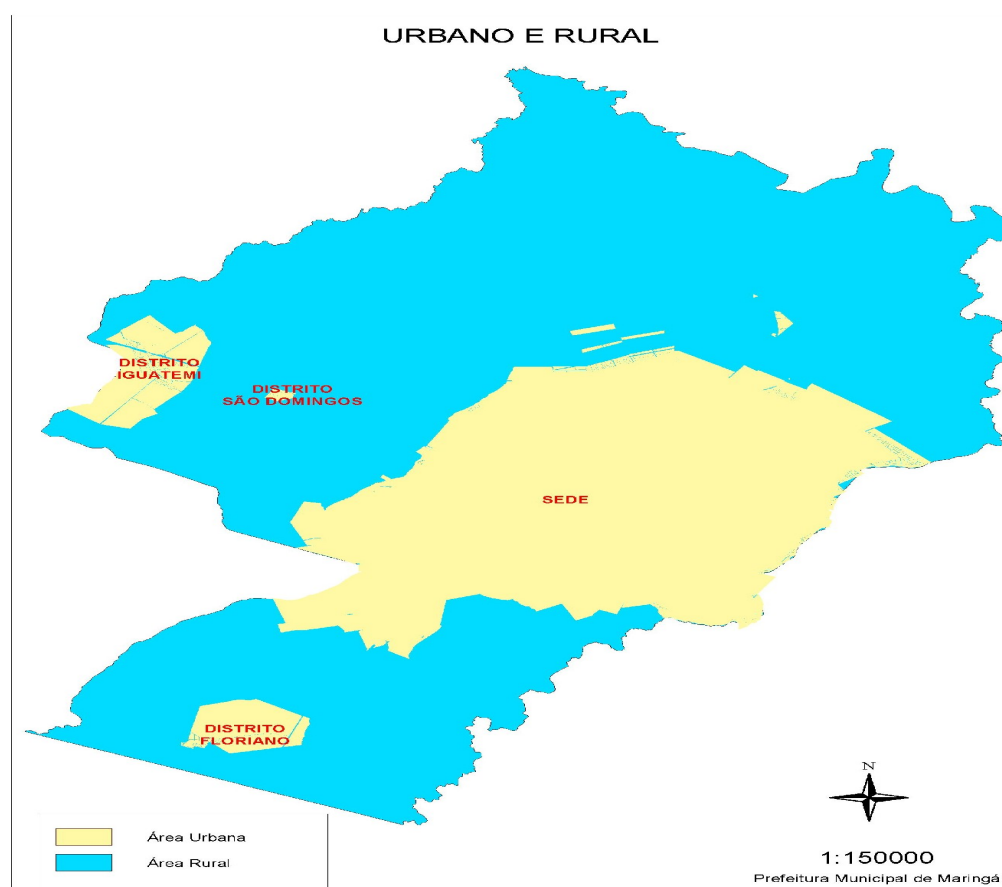 URBANO E RURAL
DISTRITO
IGUATEMI
DISTRITO
SÃO DOMINGOS
SEDE
DISTRITO
FLORIANO
N
Área Urbana
Área Rural
1:150000
Prefeitura Municipal de Maringá